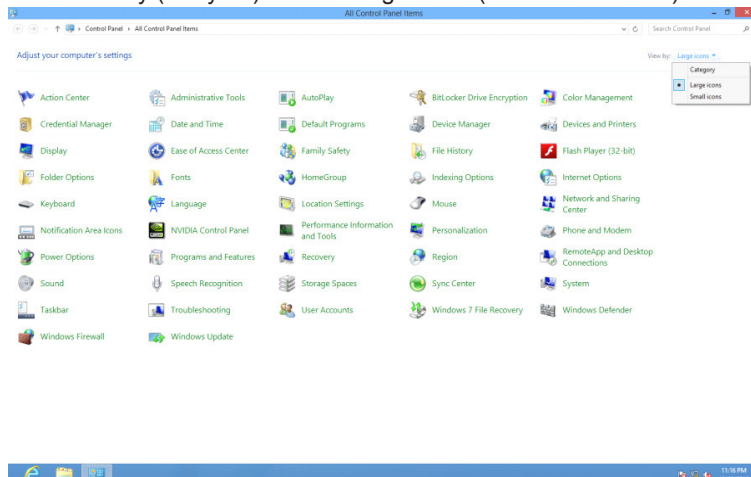 All Control Panel Items
Control Panel
All Control Panel Items
Search Control Panel
Adjust your computer's settings
View by: Large icons
Category
Large icons
Small icons
Action Center
Administrative Tools
AutoPlay
BitLocker Drive Encryption
Color Management
Credential Manager
Date and Time
Default Programs
Device Manager
Devices and Printers
Display
Ease of Access Center
Family Safety
File History
Flash Player (32-bit)
Folder Options
Fonts
HomeGroup
Indexing Options
Internet Options
Keyboard
Language
Location Settings
Mouse
Network and Sharing
Center
Notification Area Icons
NVIDIA Control Panel
Performance Information
and Tools
Personalization
Phone and Modem
Power Options
Programs and Features
Recovery
Region
RemoteApp and Desktop
Connections
Sound
Speech Recognition
Storage Spaces
Sync Center
System
Taskbar
Troubleshooting
User Accounts
Windows 7 File Recovery
Windows Defender
Windows Firewall
Windows Update
11:16 PM